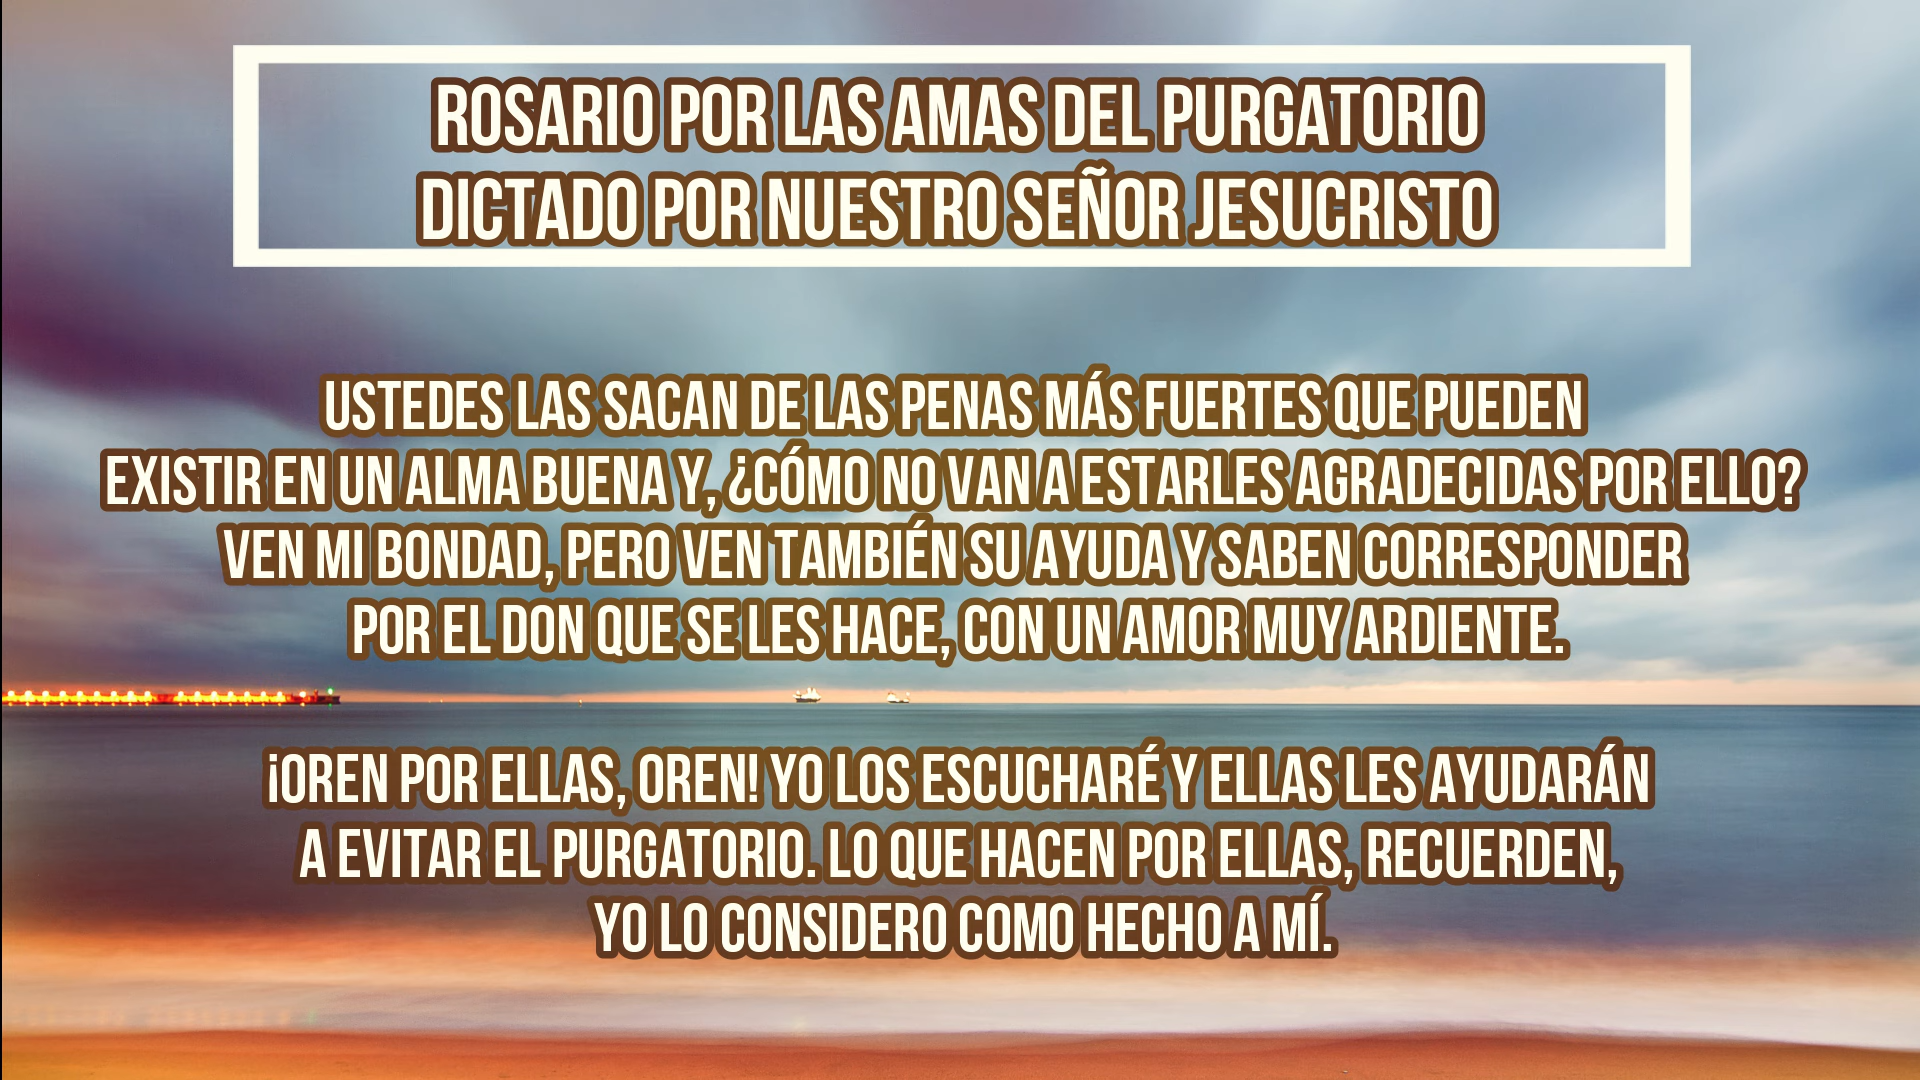 ROSARIO POR LAS AMAS DEL PURGATORIO
DICTADO POR NUESTRO SEÑOR JESUCRISTO
USTEDES LAS SACAN DE LAS PENAS MÁS FUERTES QUE PUEDEN
EXISTIR EN UN ALMA BUENA Y, ¿CÓMO NO VAN A ESTARLES AGRADECIDAS POR ELLO?
VEN MI BONDAD, PERO VEN TAMBIÉN SU AYUDA Y SABEN CORRESPONDER
POR EL DON QUE SE LES HACE, CON UN AMOR MUY ARDIENTE.
¡OREN POR ELLAS, OREN! YO LOS ESCUCHARÉ Y ELLAS LES AYUDARÁN
A EVITAR EL PURGATORIO. LO QUE HACEN POR ELLAS, RECUERDEN,
YO LO CONSIDERO COMO HECHO A MÍ.